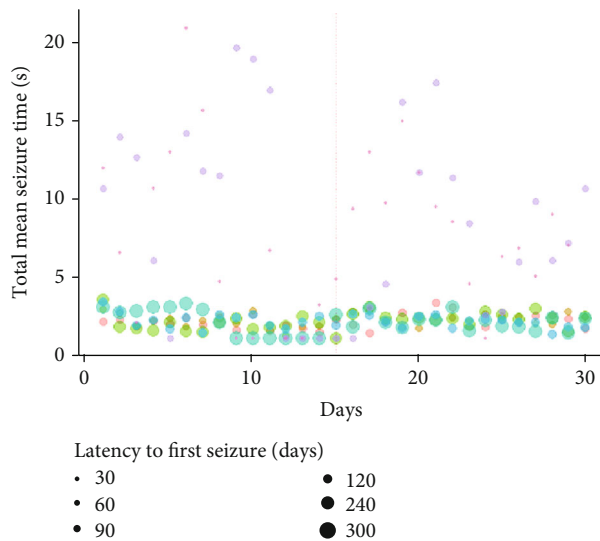 Total mean seizure time (s)
20
15
10
5
0
0 10 20 30
Days
Latency to first seizure (days)
30 120
60 240
90 300